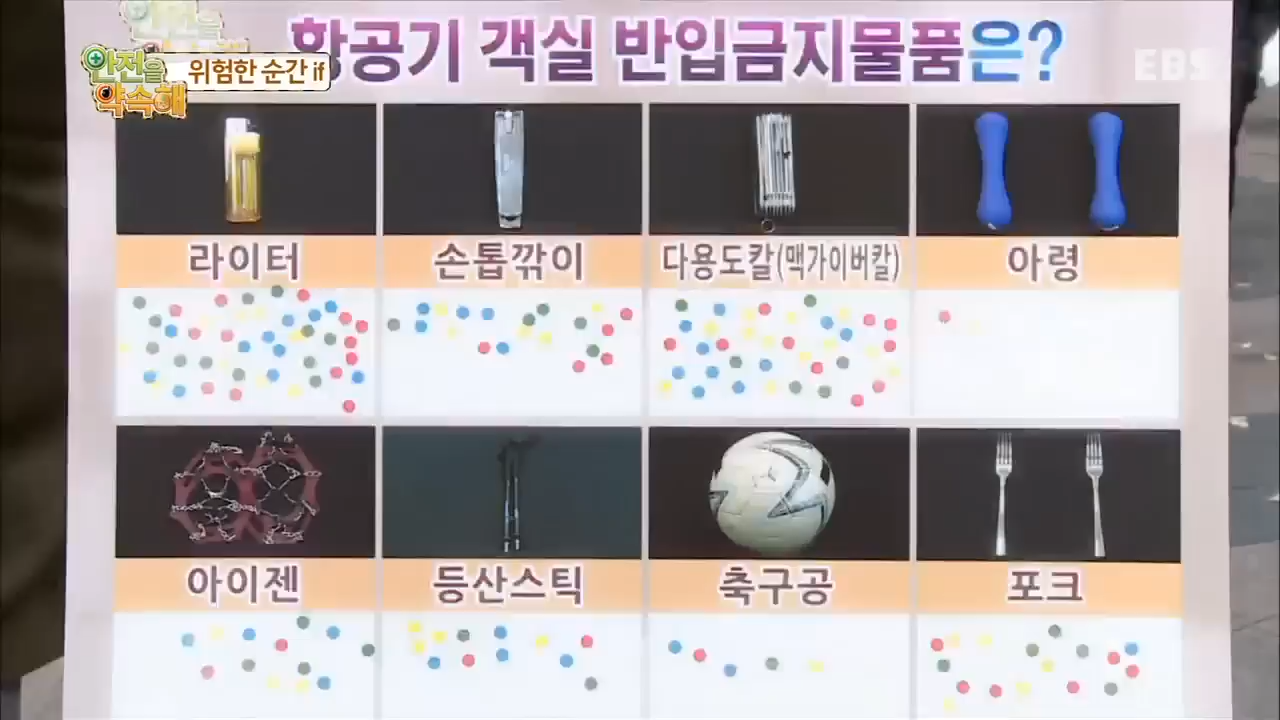 항공기 객실 반입금지물품은?
EBS
안전을
약속해
위험한 순간 if
라이터
손톱깎이
다용도칼(맥가이버칼)
아령
아이젠
등산스틱
축구공
포크